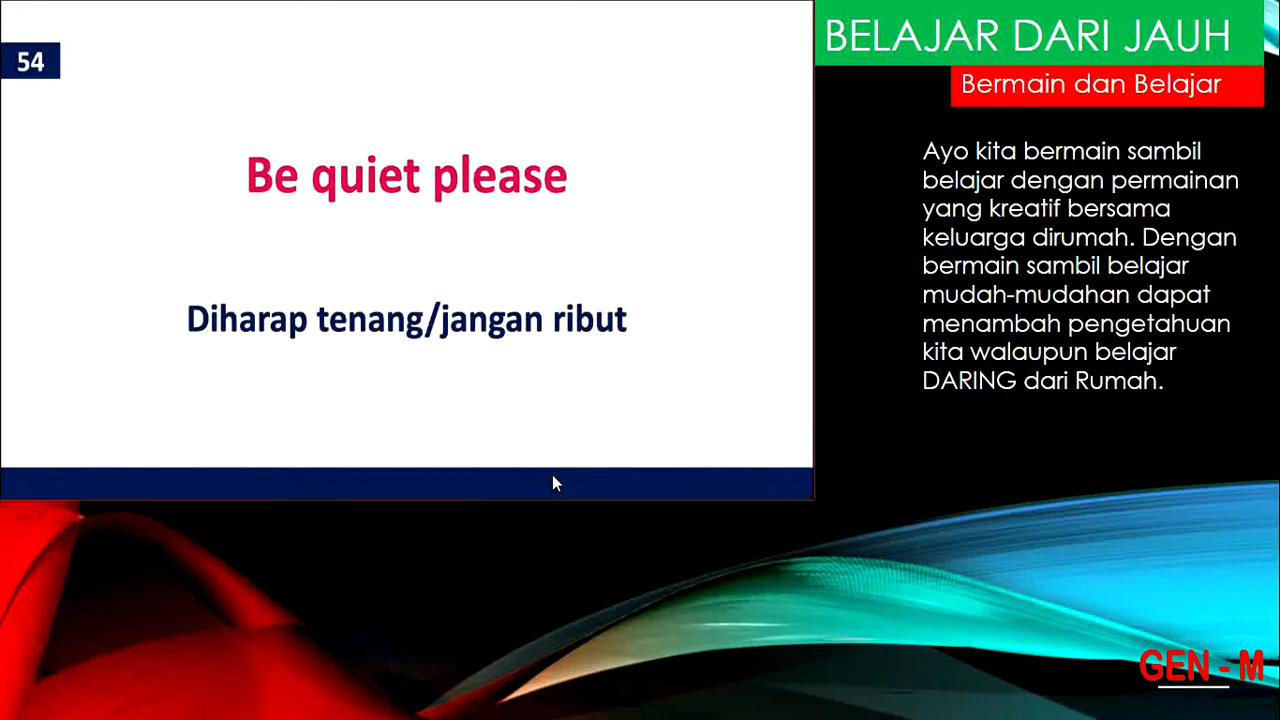 54
Be quiet please
Diharap tenang/jangan ribut
BELAJAR DARI JAUH
Bermain dan Belajar
Ayo kita bermain sambil
belajar dengan permainan
yang kreatif bersama
keluarga dirumah. Dengan
bermain sambil belajar
mudah-mudahan dapat
menambah pengetahuan
kita walaupun belajar
DARING dari Rumah.
GEN - M